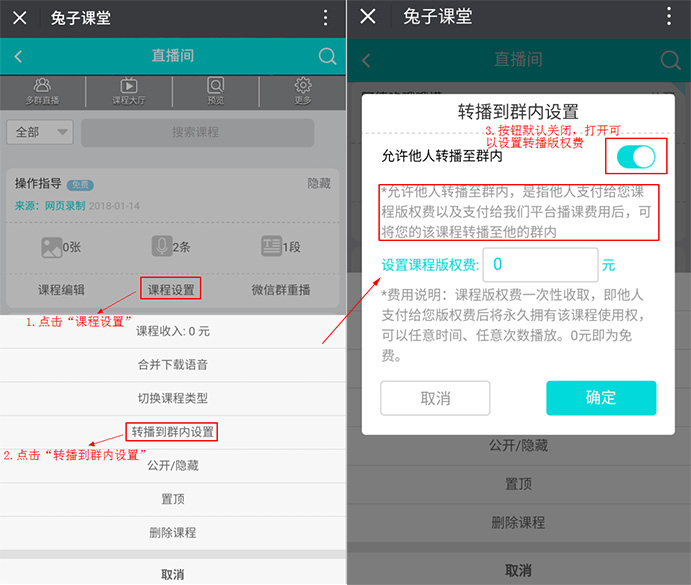 兔子课堂
直播间
多群直播 课程大厅 预览 更多
全部 搜索课程
操作指导 免费 隐藏
来源: 网页录制 2018-01-14
0张 2条 1段
课程编辑 课程设置 微信群重播
1.点击“课程设置”
课程收入: 0 元
合并下载语音
切换课程类型
转播到群内设置
2.点击“转播到群内设置”
公开/隐藏
置顶
删除课程
取消
兔子课堂
直播间
转播到群内设置
3.按钮默认关闭，打开可
以设置转播版权费
允许他人转播至群内
*允许他人转播至群内，是指他人支付给您课
程版权费以及支付给我们平台播课费用后，可
将您的该课程转播至他的群内
设置课程版权费: 0 元
*费用说明：课程版权费一次性收取，即他人
支付给您版权费后将永久拥有该课程使用权，
可以任意时间、任意次数播放。0元即为免
费。
取消 确定
公开/隐藏
置顶
删除课程
取消